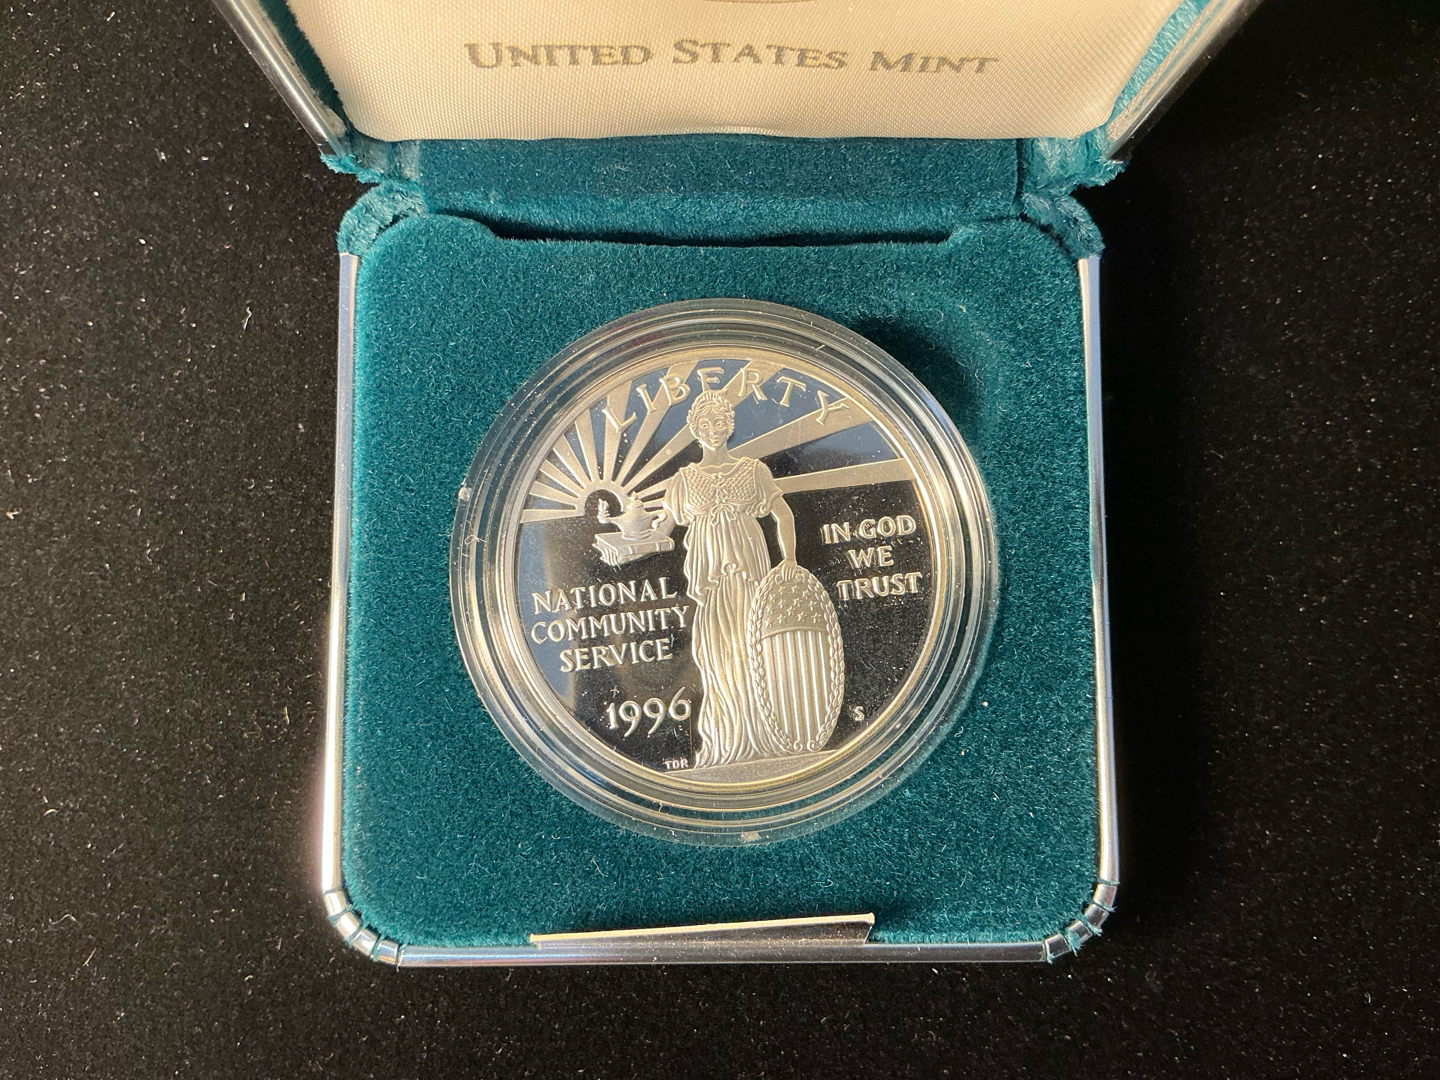 UNITED STATES MINT
LIBERTY
IN GOD
WE
TRUST
NATIONAL
COMMUNITY
SERVICE
1996
S
TDR